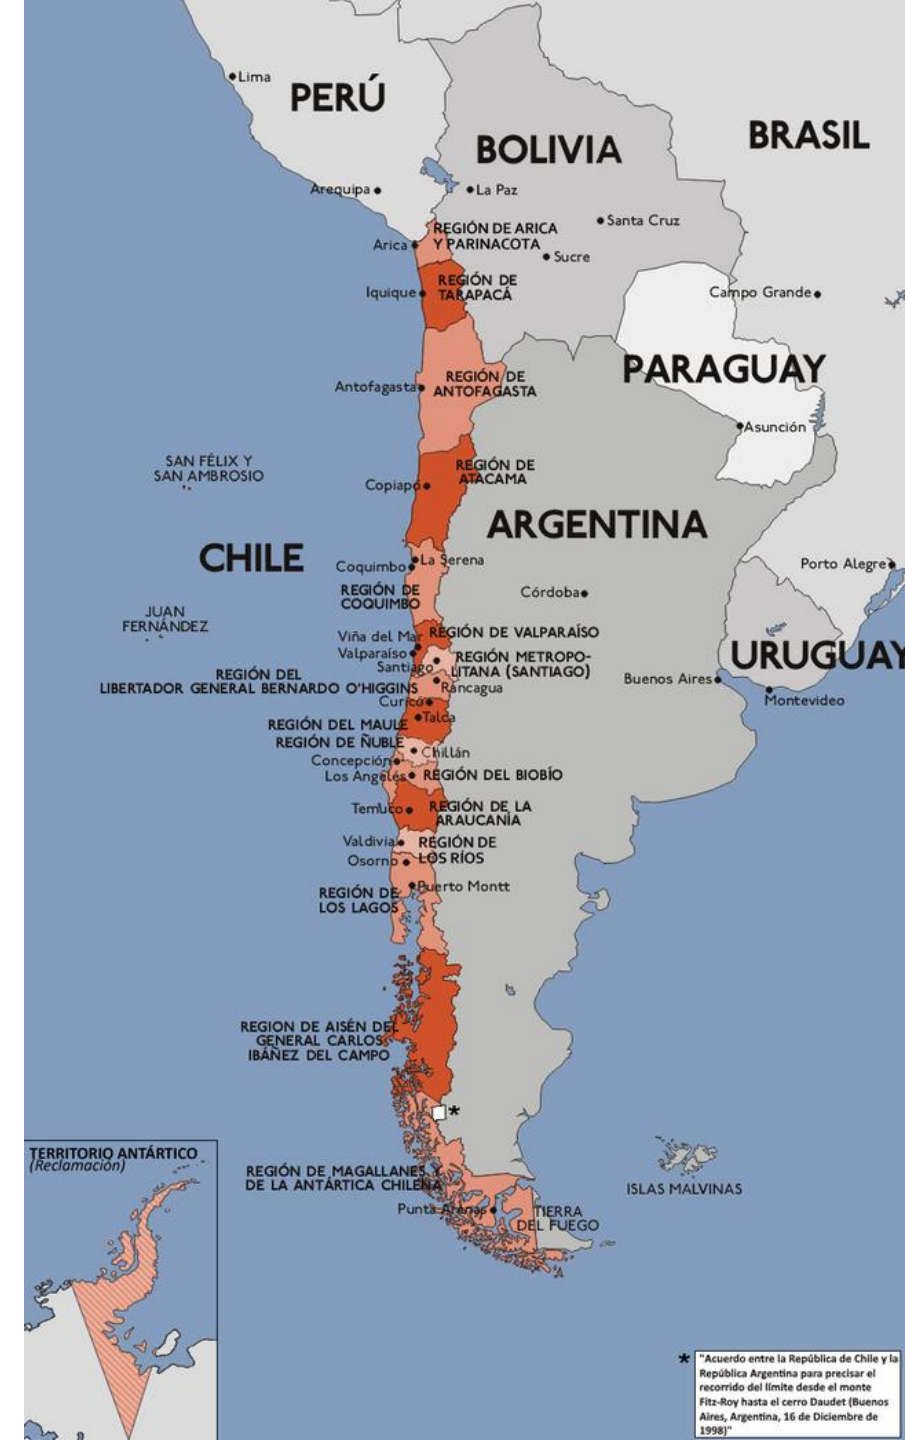 Lima
PERÚ
BRASIL
BOLIVIA
Arequipa
La Paz
Santa Cruz
REGIÓN DE ARICA
Y PARINACOTA
Arica
Sucre
REGIÓN DE
TARAPACÁ
Iquique
Campo Grande
PARAGUAY
REGIÓN DE
ANTOFAGASTA
Antofagasta
Asunción
SAN FÉLIX Y
SAN AMBROSIO
REGIÓN DE
ATACAMA
Copiapó
ARGENTINA
CHILE
La Serena
Coquimbo
Porto Alegre
REGIÓN DE
COQUIMBO
Córdoba
JUAN
FERNÁNDEZ
Viña del Mar
REGIÓN DE VALPARAÍSO
Valparaíso
URUGUAY
Santiago
REGIÓN METROPO-
LITANA (SANTIAGO)
REGIÓN DEL
LIBERTADOR GENERAL BERNARDO O'HIGGINS
Rancagua
Buenos Aires
Montevideo
Curicó
Talca
REGIÓN DEL MAULE
REGIÓN DE ÑUBLE
Chillán
Concepción
Los Angéles
REGIÓN DEL BIOBÍO
Temuco
REGIÓN DE LA
ARAUCANÍA
Valdivia
REGIÓN DE
LOS RÍOS
Osorno
Puerto Montt
REGIÓN DE
LOS LAGOS
REGION DE AISÉN DEL
GENERAL CARLOS
IBÁÑEZ DEL CAMPO
*
TERRITORIO ANTÁRTICO
(Reclamación)
REGIÓN DE MAGALLANES Y
DE LA ANTÁRTICA CHILENA
ISLAS MALVINAS
Punta Arenas
TIERRA
DEL FUEGO
* "Acuerdo entre la República de Chile y la
República Argentina para precisar el
recorrido del límite desde el monte
Fitz-Roy hasta el cerro Daudet (Buenos
Aires, Argentina, 16 de Diciembre de
1998)"